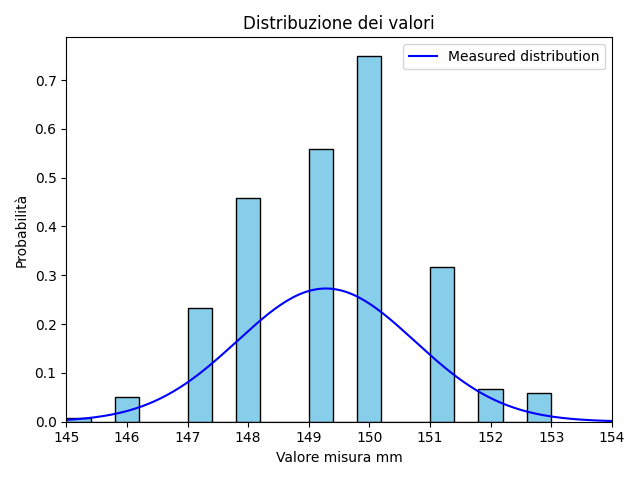 Distribuzione dei valori
Measured distribution
Probabilità
0.7
0.6
0.5
0.4
0.3
0.2
0.1
0.0
145 146 147 148 149 150 151 152 153 154
Valore misura mm